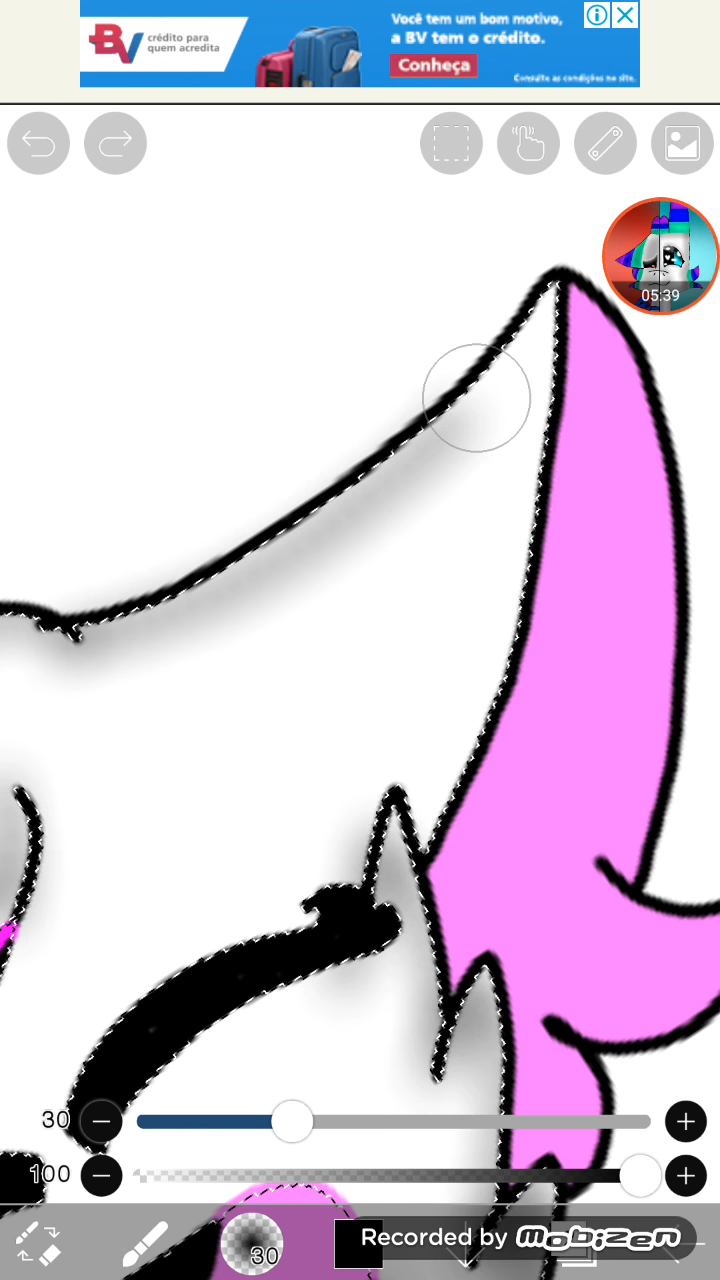 BV
crédito para
quem acredita
Você tem um bom motivo,
a BV tem o crédito.
Conheça
Consulte as condições no site.
05:39
30
100
30
Recorded by Mobizen